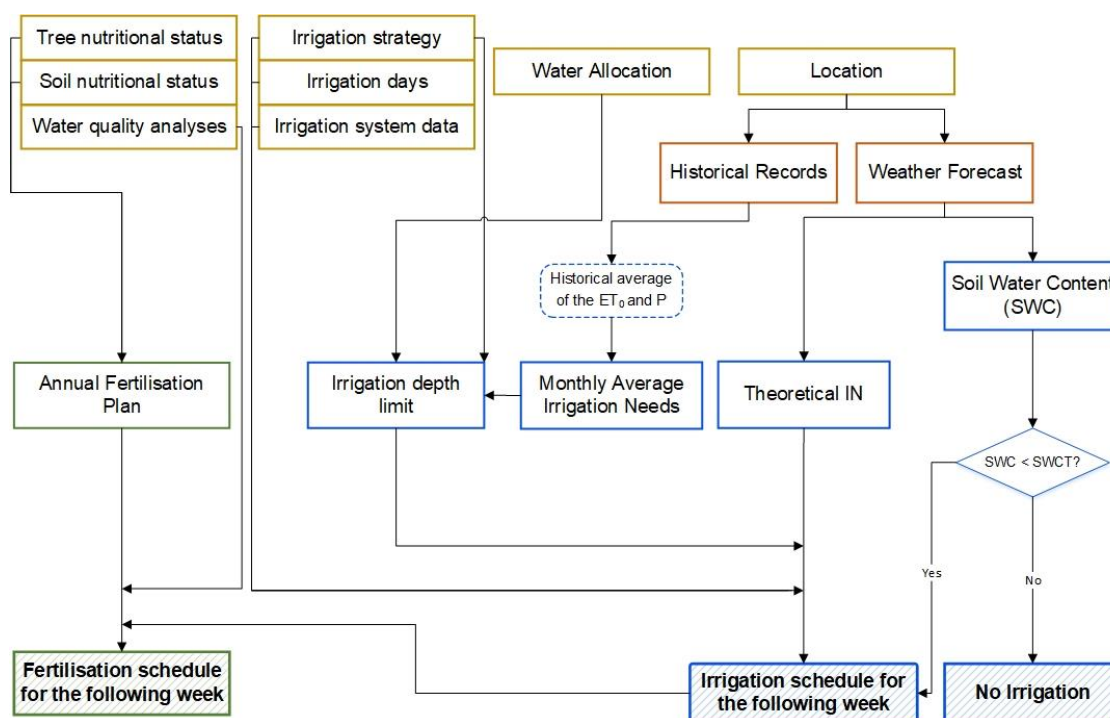 Tree nutritional status
Soil nutritional status
Water quality analyses
Irrigation strategy
Irrigation days
Irrigation system data
Water Allocation
Location
Historical Records
Weather Forecast
Historical average
of the ET₀ and P
Soil Water Content
(SWC)
Annual Fertilisation
Plan
Irrigation depth
limit
Monthly Average
Irrigation Needs
Theoretical IN
SWC < SWCT?
Yes
No
Fertilisation schedule
for the following week
Irrigation schedule for
the following week
No Irrigation